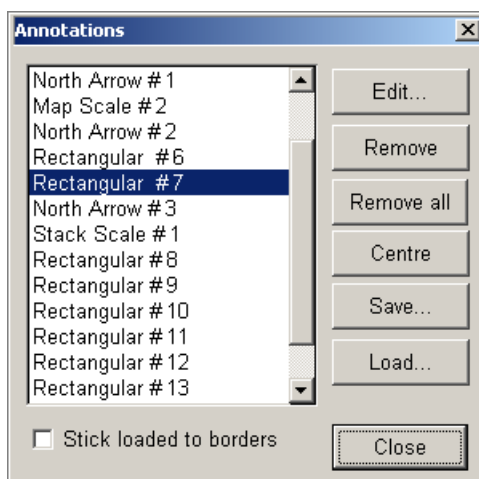 Annotations
North Arrow #1
Map Scale #2
North Arrow #2
Rectangular #6
Rectangular #7
North Arrow #3
Stack Scale #1
Rectangular #8
Rectangular #9
Rectangular #10
Rectangular #11
Rectangular #12
Rectangular #13
Edit...
Remove
Remove all
Centre
Save...
Load...
Stick loaded to borders
Close